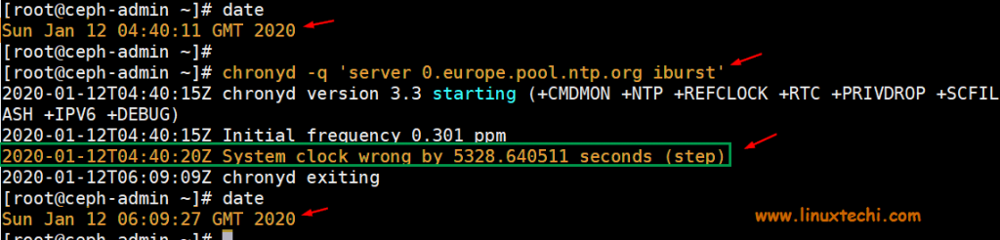 [root@ceph-admin ~]# date
Sun Jan 12 04:40:11 GMT 2020
[root@ceph-admin ~]#
[root@ceph-admin ~]# chronyd -q 'server 0.europe.pool.ntp.org iburst'
2020-01-12T04:40:15Z chronyd version 3.3 starting (+CMDMON +NTP +REFCLOCK +RTC +PRIVDROP +SCFIL
ASH +IPV6 +DEBUG)
2020-01-12T04:40:15Z Initial frequency 0.301 ppm
2020-01-12T04:40:20Z System clock wrong by 5328.640511 seconds (step)
2020-01-12T06:09:09Z chronyd exiting
[root@ceph-admin ~]# date
Sun Jan 12 06:09:27 GMT 2020
www.linuxtechi.com
[root@ceph-admin ~]#